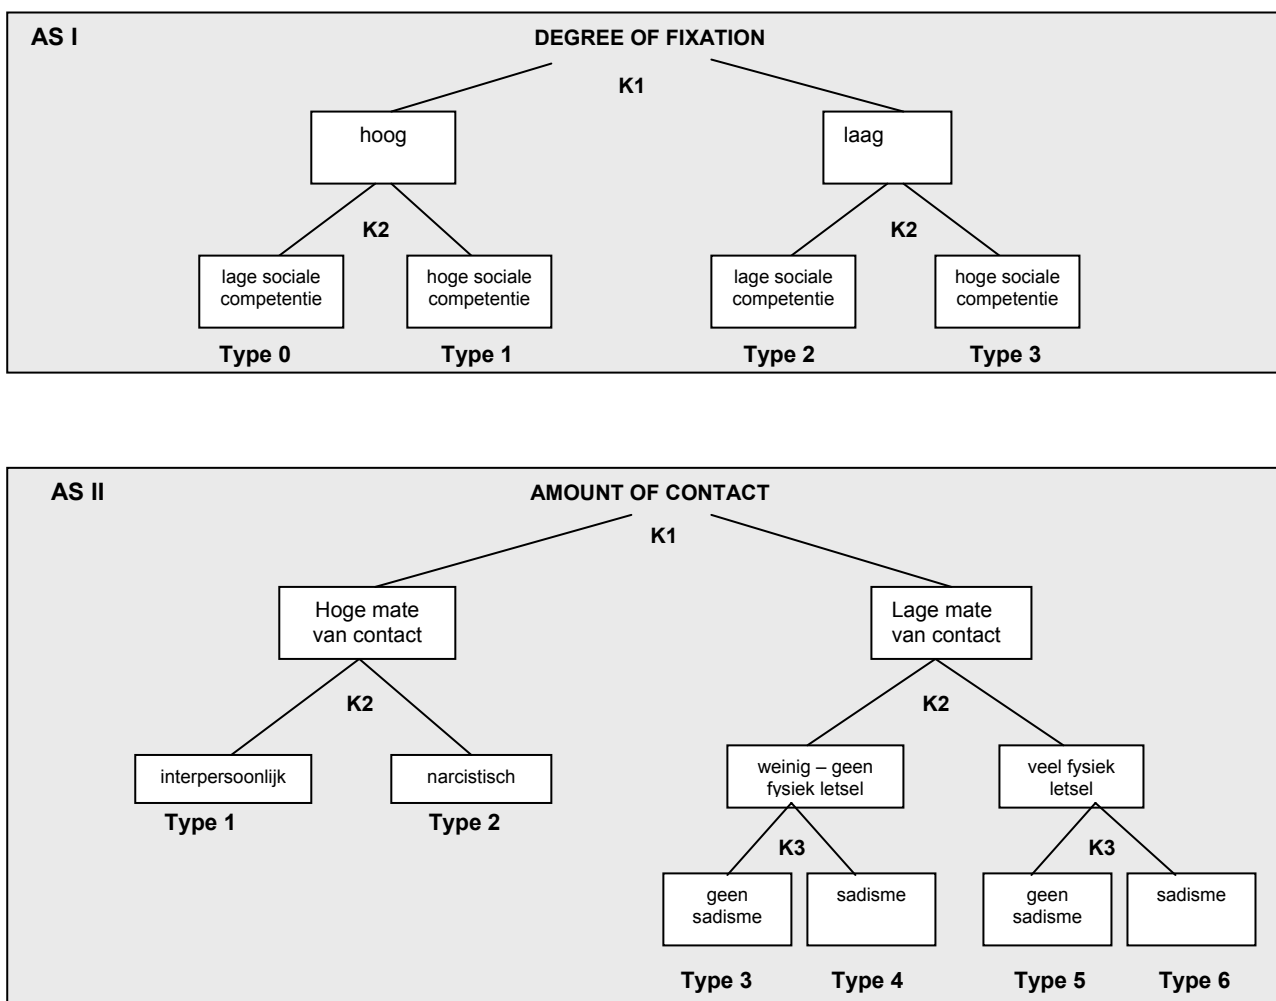 AS I
DEGREE OF FIXATION
K1
hoog
laag
K2
K2
lage sociale
competentie
hoge sociale
competentie
lage sociale
competentie
hoge sociale
competentie
Type 0
Type 1
Type 2
Type 3
AS II
AMOUNT OF CONTACT
K1
Hoge mate
van contact
Lage mate
van contact
K2
K2
interpersoonlijk
narcistisch
weinig – geen
fysiek letsel
veel fysiek
letsel
Type 1
Type 2
K3
K3
geen
sadisme
sadisme
geen
sadisme
sadisme
Type 3
Type 4
Type 5
Type 6